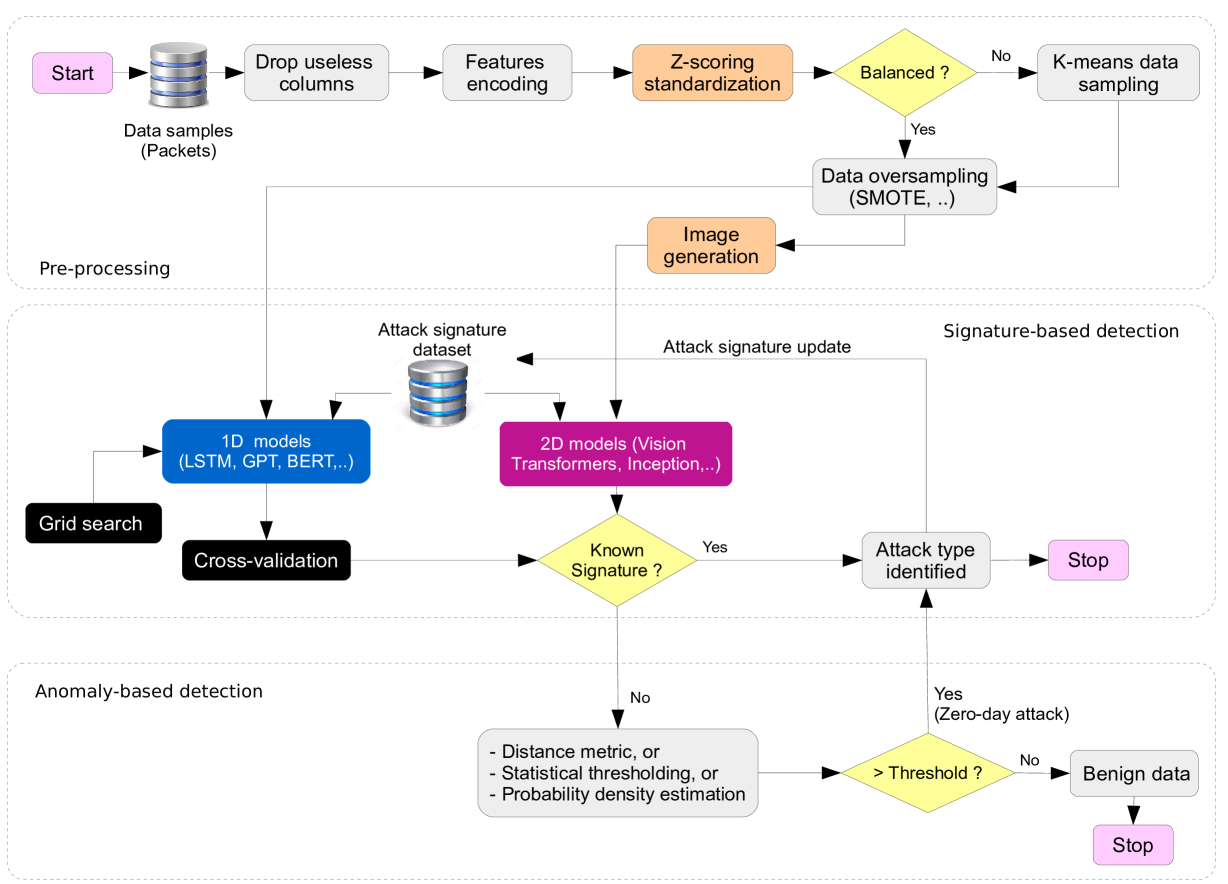 Start
Data samples
(Packets)
Drop useless
columns
Features
encoding
Z-scoring
standardization
Balanced ?
No
K-means data
sampling
Yes
Data oversampling
(SMOTE, ..)
Image
generation
Pre-processing
Signature-based detection
Attack signature
dataset
Attack signature update
1D  models
(LSTM, GPT, BERT,..)
2D models (Vision
Transformers, Inception,..)
Grid search
Cross-validation
Known
Signature ?
Yes
Attack type
identified
Stop
Anomaly-based detection
No
Yes
(Zero-day attack)
- Distance metric, or
- Statistical thresholding, or
- Probability density estimation
> Threshold ?
No
Benign data
Stop